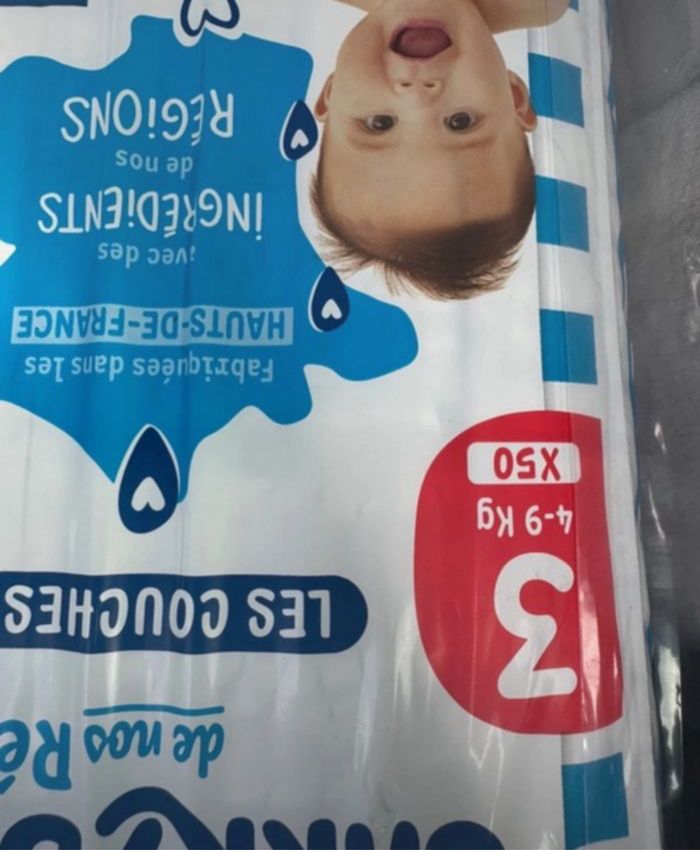 de nos Ré
LES COUCHES
3
4-9 Kg
X50
Fabriquées dans les
HAUTS-DE-FRANCE
avec des
iNGRÉDiENTS
de nos
RÉGiONS